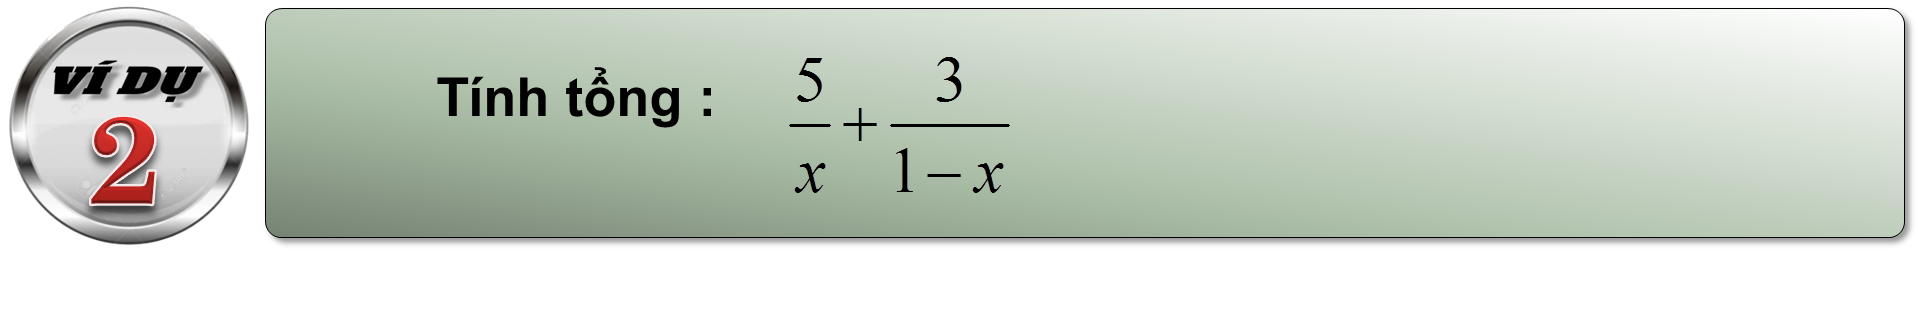 VÍ DỤ
2
Tính tổng : 5/x + 3/(1 − x)